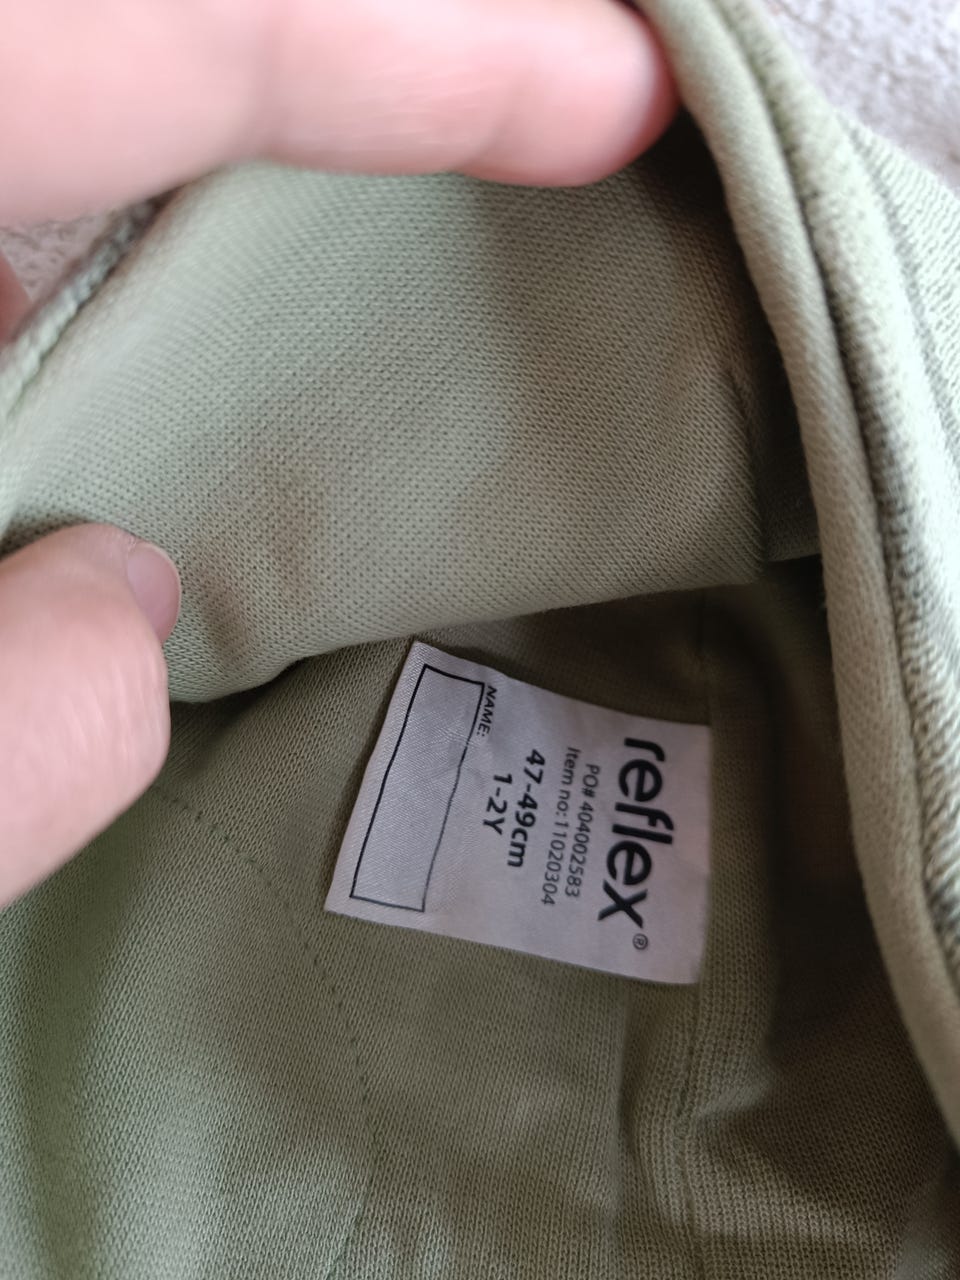 reflex®
PO# 404002583
Item no: 11020304
47-49cm
1-2Y
NAME: